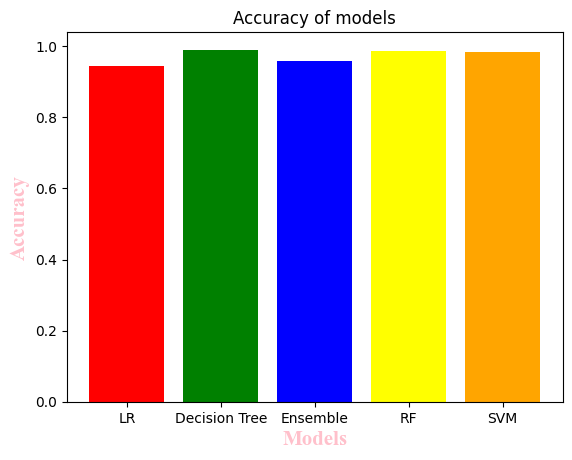 Accuracy of models
Accuracy
1.0
0.8
0.6
0.4
0.2
0.0
LR Decision Tree Ensemble RF SVM
Models